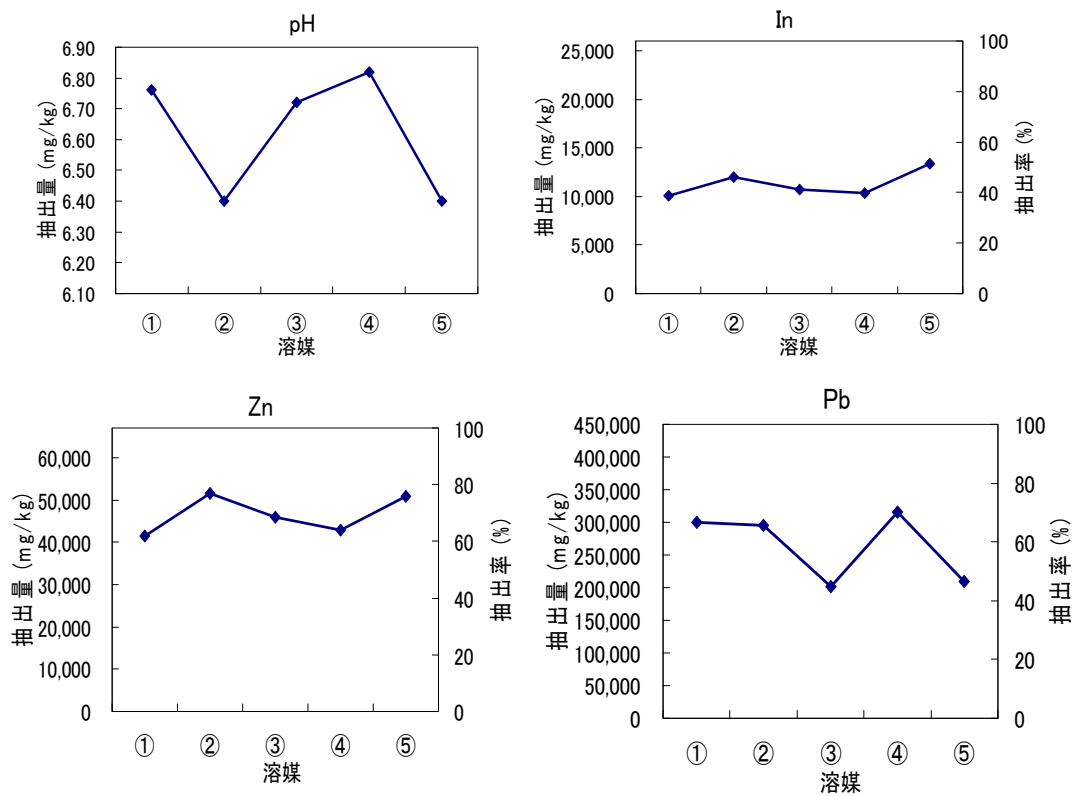 pH
抽出量 (mg/kg)
6.90
6.80
6.70
6.60
6.50
6.40
6.30
6.20
6.10
① ② ③ ④ ⑤
溶媒
In
抽出量 (mg/kg)
25,000
20,000
15,000
10,000
5,000
0
100
80
60
40
20
0
抽出率 (%)
① ② ③ ④ ⑤
溶媒
Zn
抽出量 (mg/kg)
60,000
50,000
40,000
30,000
20,000
10,000
0
100
80
60
40
20
0
抽出率 (%)
① ② ③ ④ ⑤
溶媒
Pb
抽出量 (mg/kg)
450,000
400,000
350,000
300,000
250,000
200,000
150,000
100,000
50,000
0
100
80
60
40
20
0
抽出率 (%)
① ② ③ ④ ⑤
溶媒